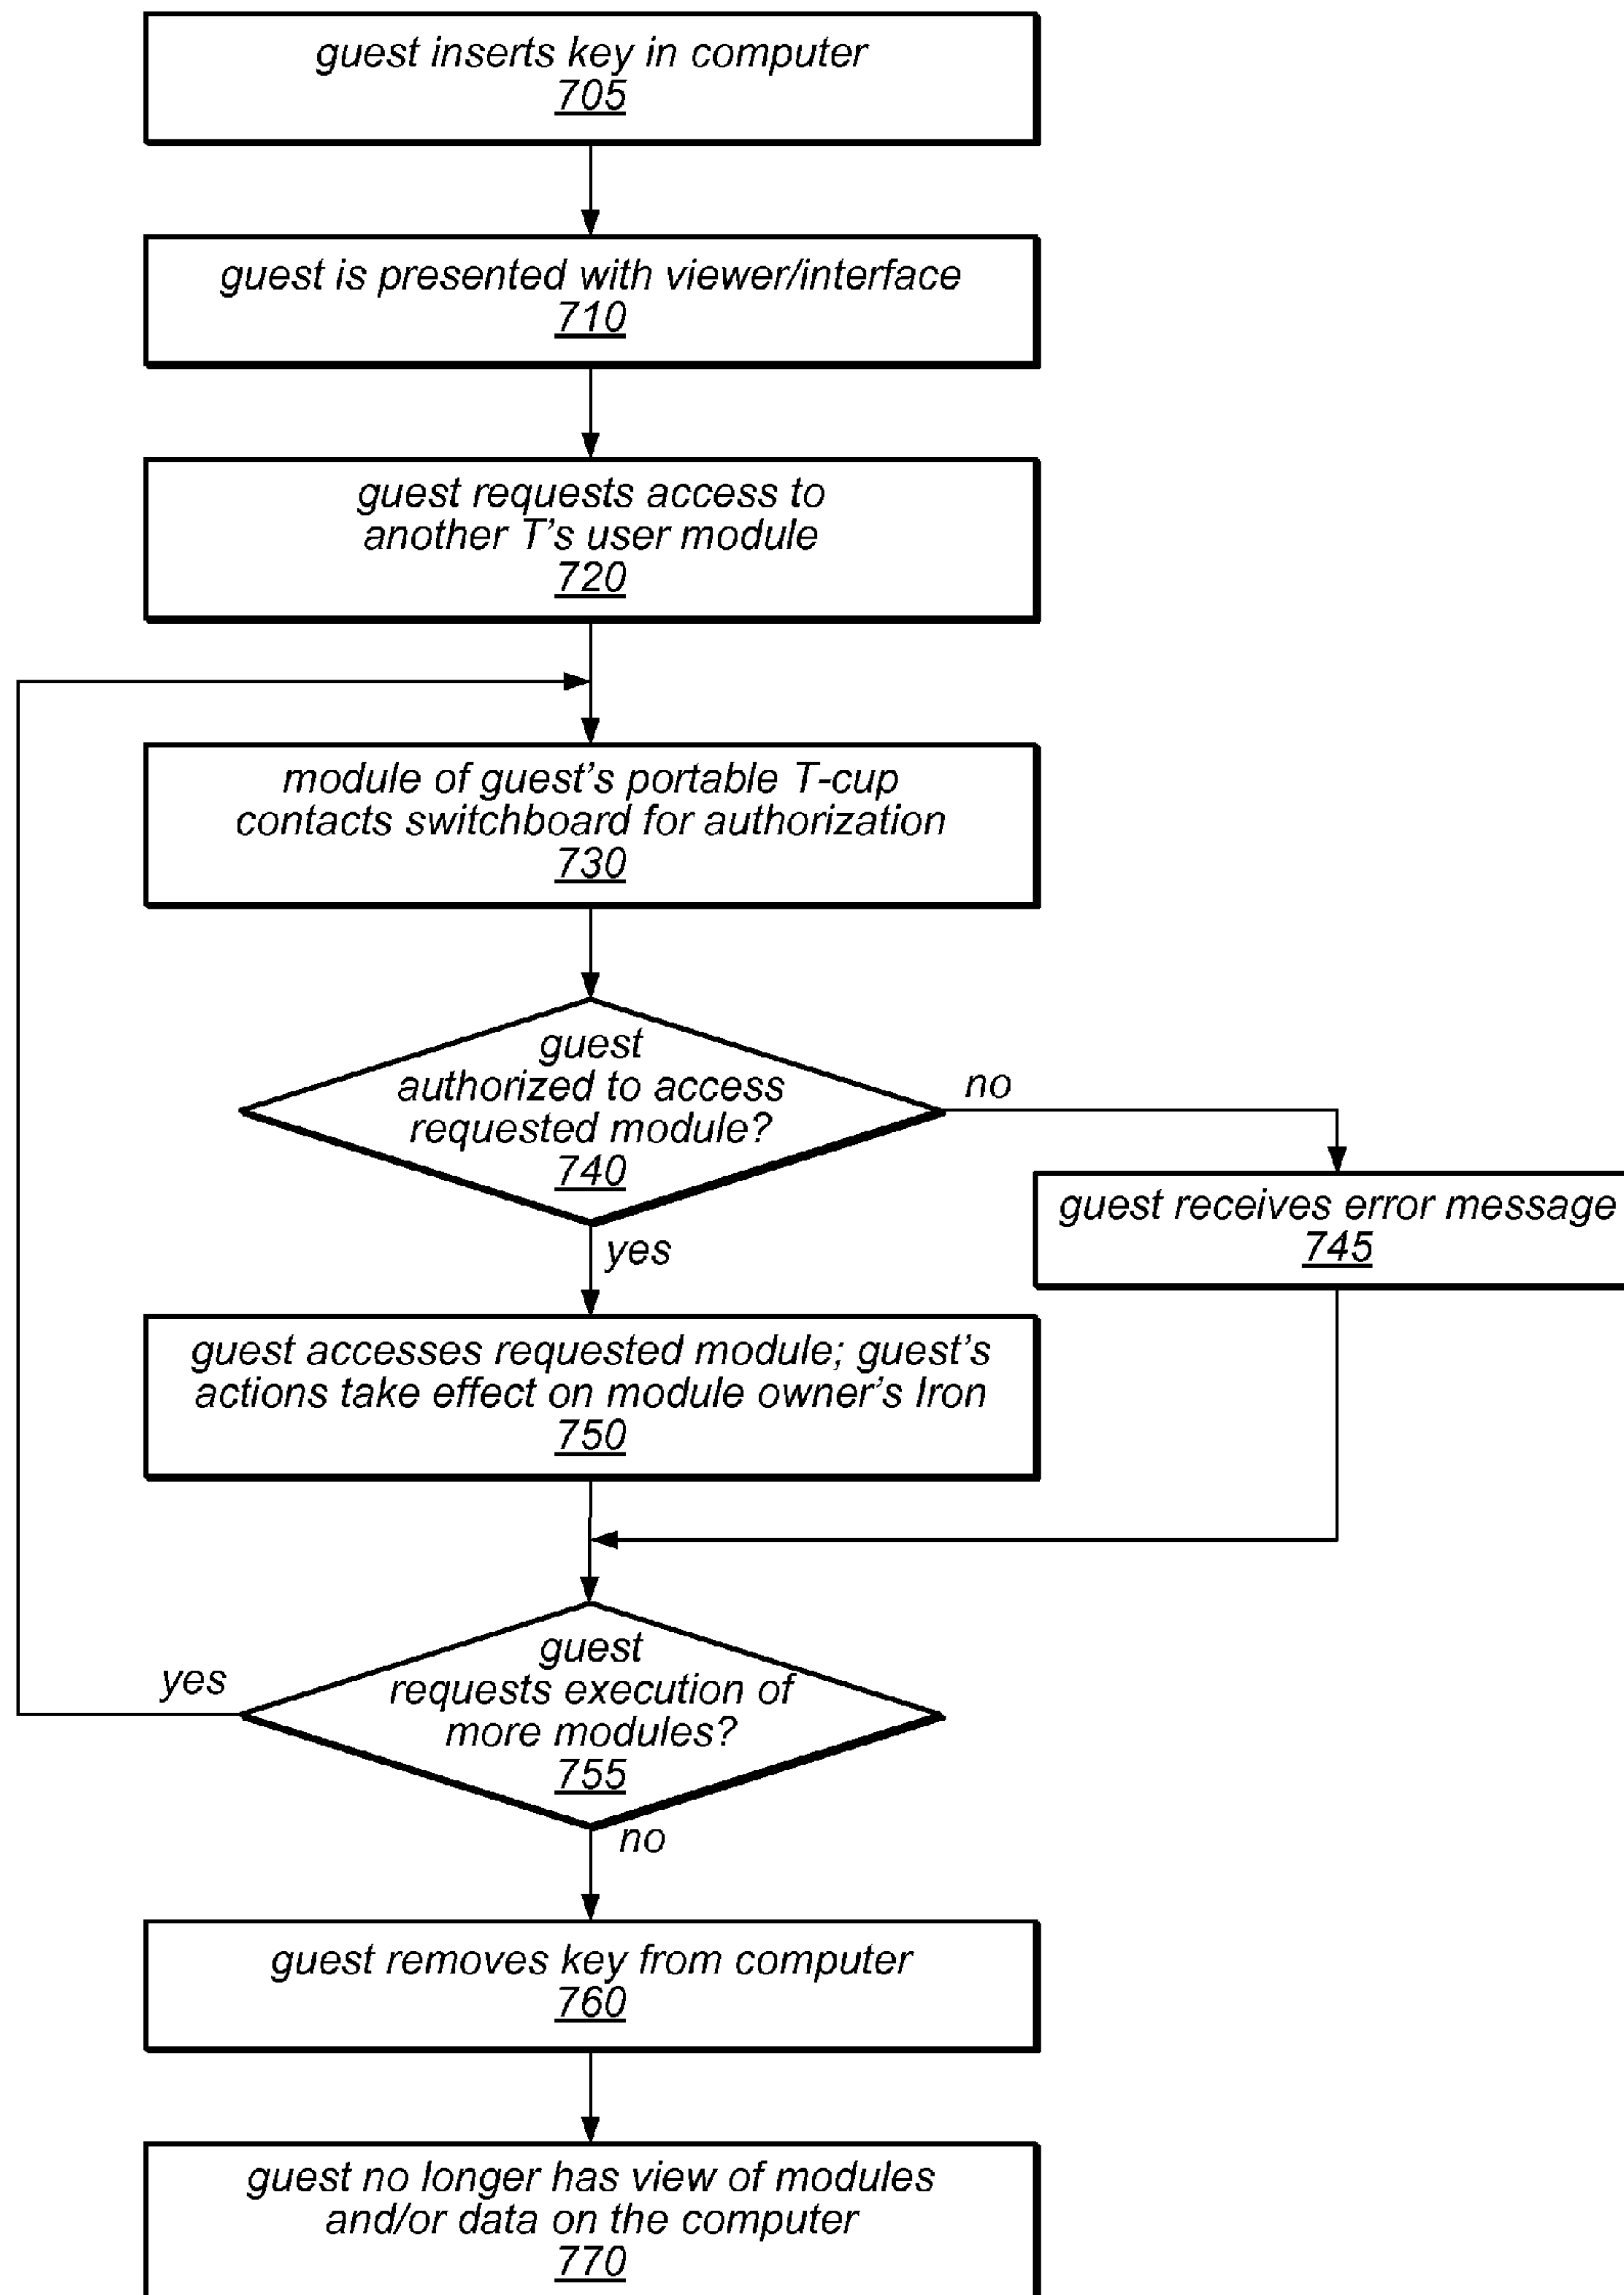 guest inserts key in computer
705
guest is presented with viewer/interface
710
guest requests access to
another T's user module
720
module of guest's portable T-cup
contacts switchboard for authorization
730
guest
authorized to access
requested module?
740
no
guest receives error message
745
yes
guest accesses requested module; guest's
actions take effect on module owner's Iron
750
guest
requests execution of
more modules?
755
yes
no
guest removes key from computer
760
guest no longer has view of modules
and/or data on the computer
770